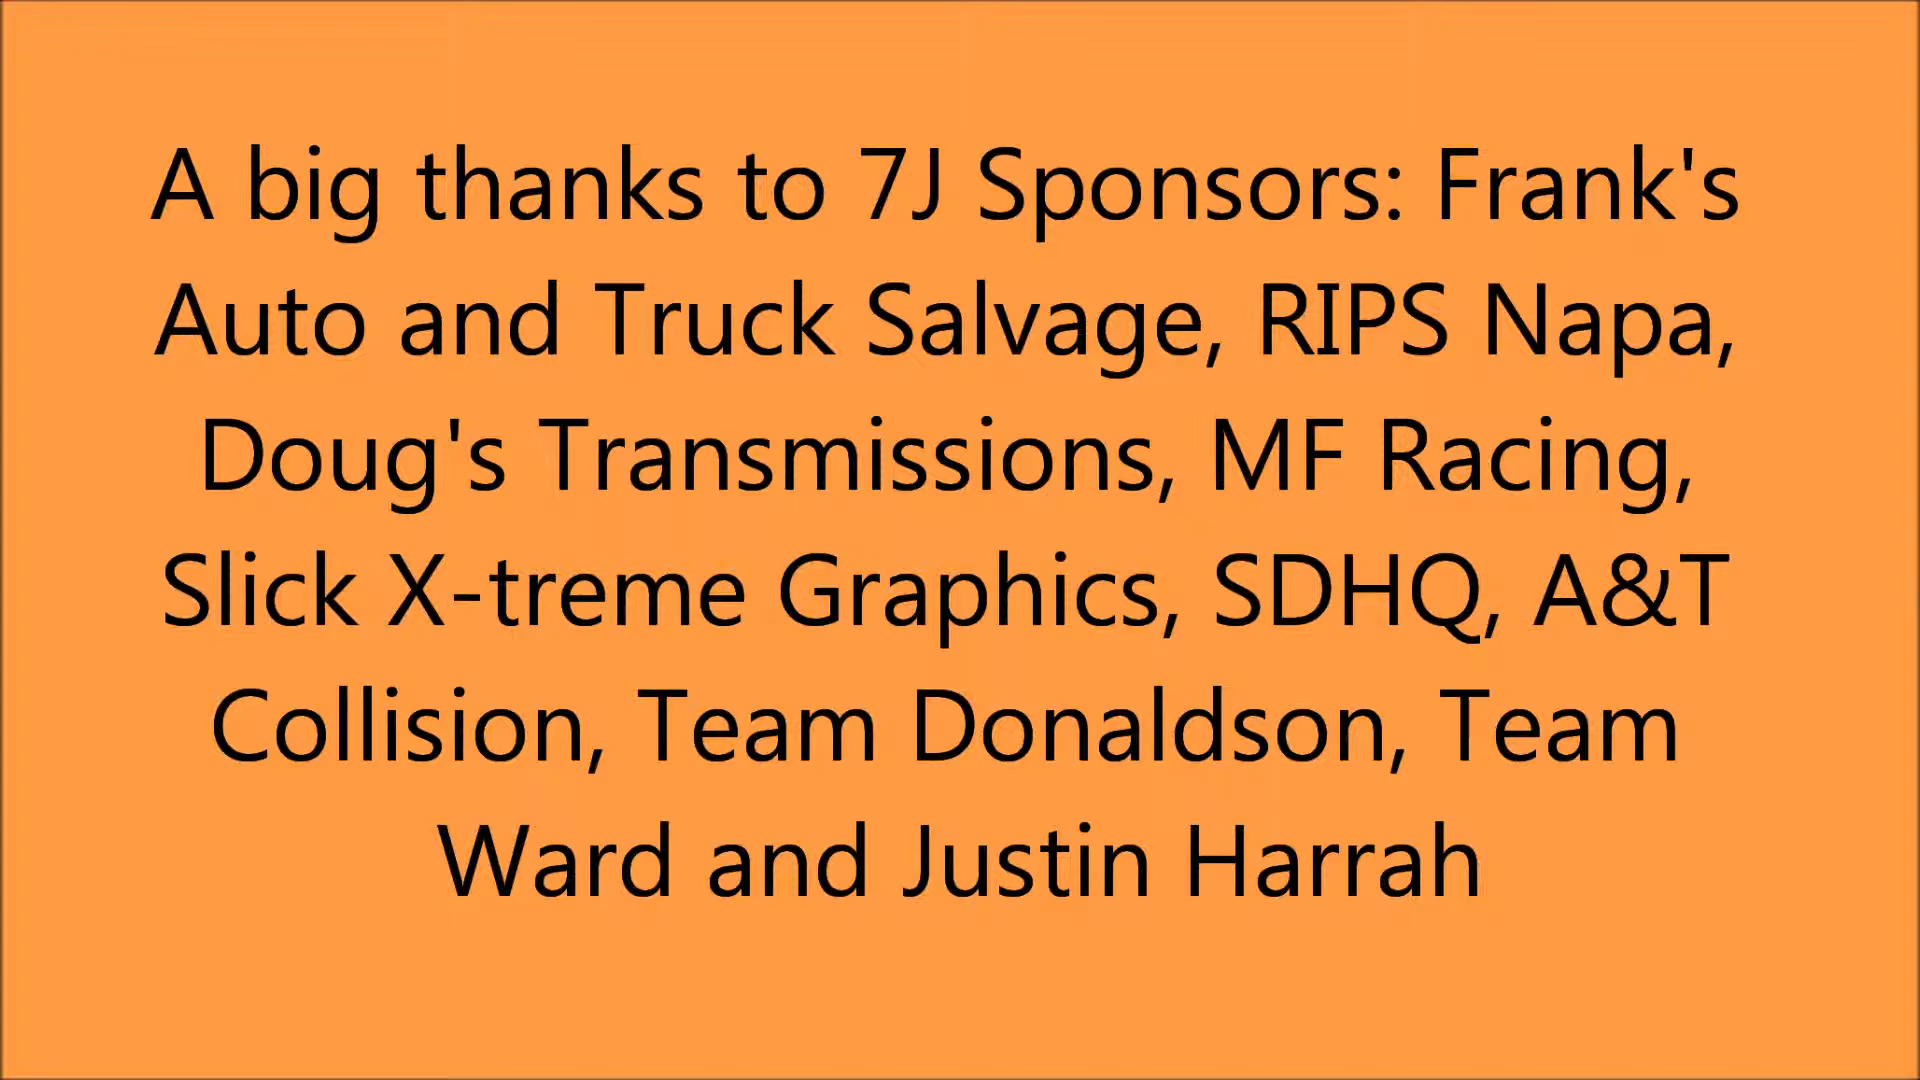 A big thanks to 7J Sponsors: Frank's
Auto and Truck Salvage, RIPS Napa,
Doug's Transmissions, MF Racing,
Slick X-treme Graphics, SDHQ, A&T
Collision, Team Donaldson, Team
Ward and Justin Harrah